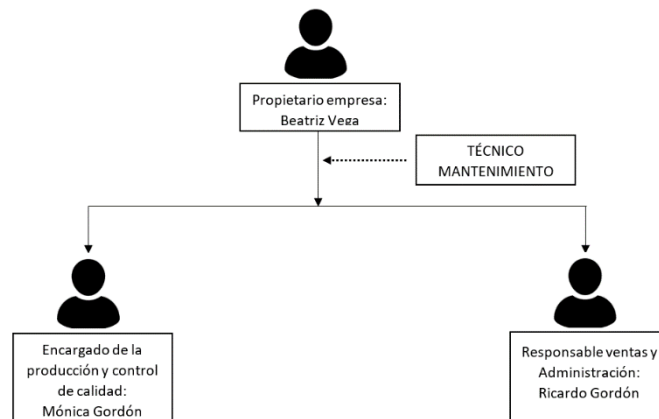 Propietario empresa:
Beatriz Vega
TÉCNICO
MANTENIMIENTO
Encargado de la
producción y control
de calidad:
Mónica Gordón
Responsable ventas y
Administración:
Ricardo Gordón